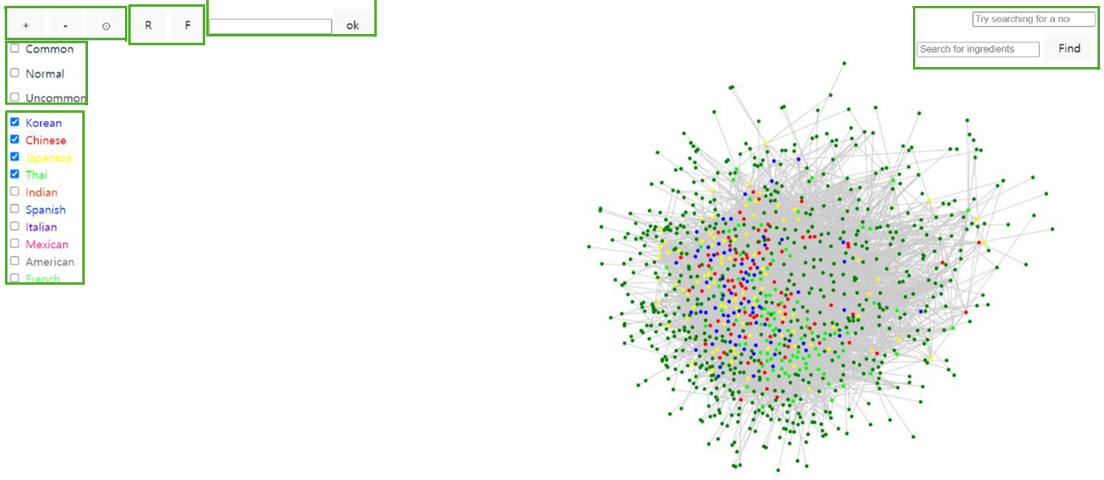 + - ⊙ R F ok
Try searching for a no
Search for ingredients Find
Common
Normal
Uncommon
Korean
Chinese
Japanese
Thai
Indian
Spanish
Italian
Mexican
American
French